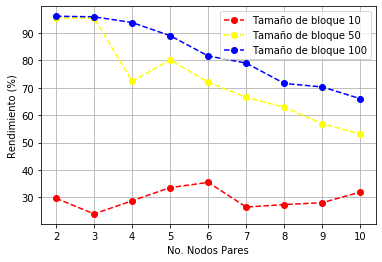 Tamaño de bloque 10
Tamaño de bloque 50
Tamaño de bloque 100
Rendimiento (%)
90
80
70
60
50
40
30
2 3 4 5 6 7 8 9 10
No. Nodos Pares